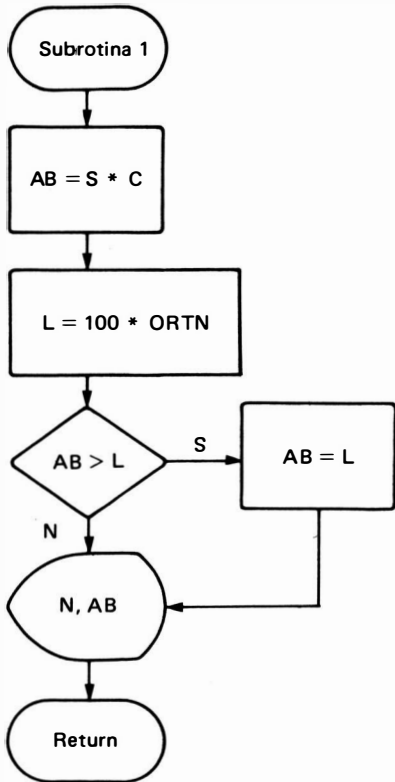 Subrotina 1
AB = S * C
L = 100 * ORTN
AB > L
S
AB = L
N
N, AB
Return